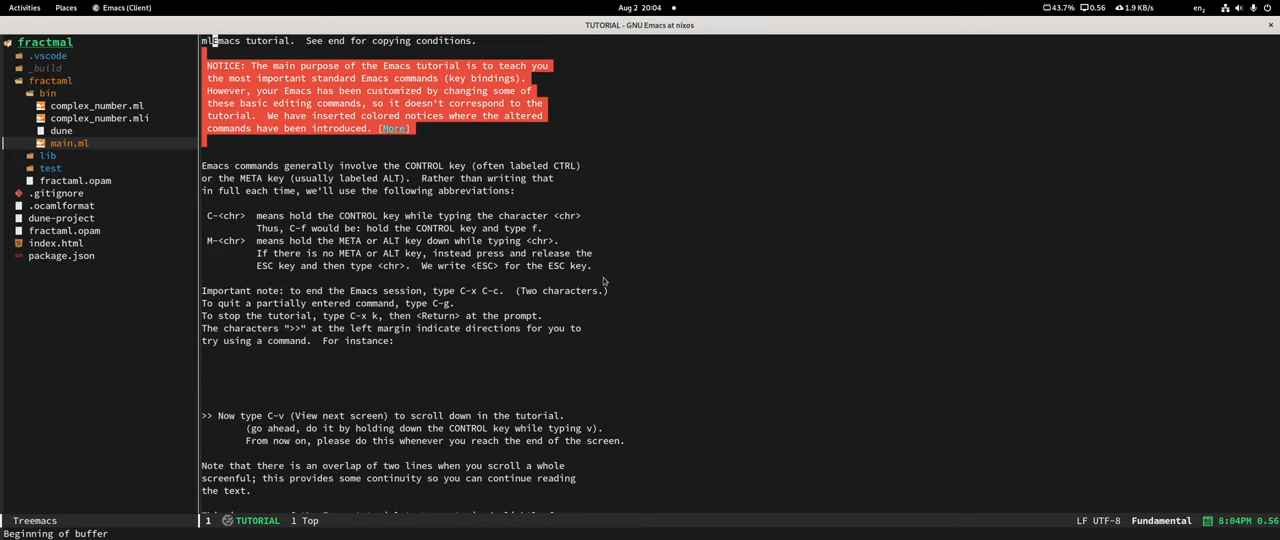 Activities Places Emacs (Client) Aug 2 20:04 43.7% 0.56 1.9 KB/s en₂
TUTORIAL - GNU Emacs at nixos ×
fractmal
.vscode
_build
fractaml
bin
complex_number.ml
complex_number.mli
dune
main.ml
lib
test
fractaml.opam
.gitignore
.ocamlformat
dune-project
fractaml.opam
index.html
package.json
mlEmacs tutorial.  See end for copying conditions.
NOTICE: The main purpose of the Emacs tutorial is to teach you
the most important standard Emacs commands (key bindings).
However, your Emacs has been customized by changing some of
these basic editing commands, so it doesn't correspond to the
tutorial.  We have inserted colored notices where the altered
commands have been introduced. [More]
Emacs commands generally involve the CONTROL key (often labeled CTRL)
or the META key (usually labeled ALT).  Rather than writing that
in full each time, we'll use the following abbreviations:
C-<chr>  means hold the CONTROL key while typing the character <chr>
Thus, C-f would be: hold the CONTROL key and type f.
M-<chr>  means hold the META or ALT key down while typing <chr>.
If there is no META or ALT key, instead press and release the
ESC key and then type <chr>.  We write <ESC> for the ESC key.
Important note: to end the Emacs session, type C-x C-c.  (Two characters.)
To quit a partially entered command, type C-g.
To stop the tutorial, type C-x k, then <Return> at the prompt.
The characters ">>" at the left margin indicate directions for you to
try using a command.  For instance:
>> Now type C-v (View next screen) to scroll down in the tutorial.
(go ahead, do it by holding down the CONTROL key while typing v).
From now on, please do this whenever you reach the end of the screen.
Note that there is an overlap of two lines when you scroll a whole
screenful; this provides some continuity so you can continue reading
the text.
Treemacs 1 TUTORIAL 1 Top LF UTF-8 Fundamental 8:04PM 0.56
Beginning of buffer